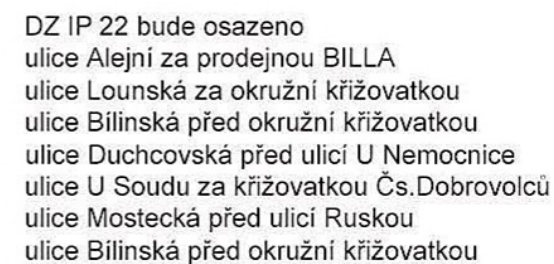 DZ IP 22 bude osazeno
ulice Alejní za prodejnou BILLA
ulice Lounská za okružní křižovatkou
ulice Bílinská před okružní křižovatkou
ulice Duchcovská před ulicí U Nemocnice
ulice U Soudu za křižovatkou Čs.Dobrovolců
ulice Mostecká před ulicí Ruskou
ulice Bílinská před okružní křižovatkou